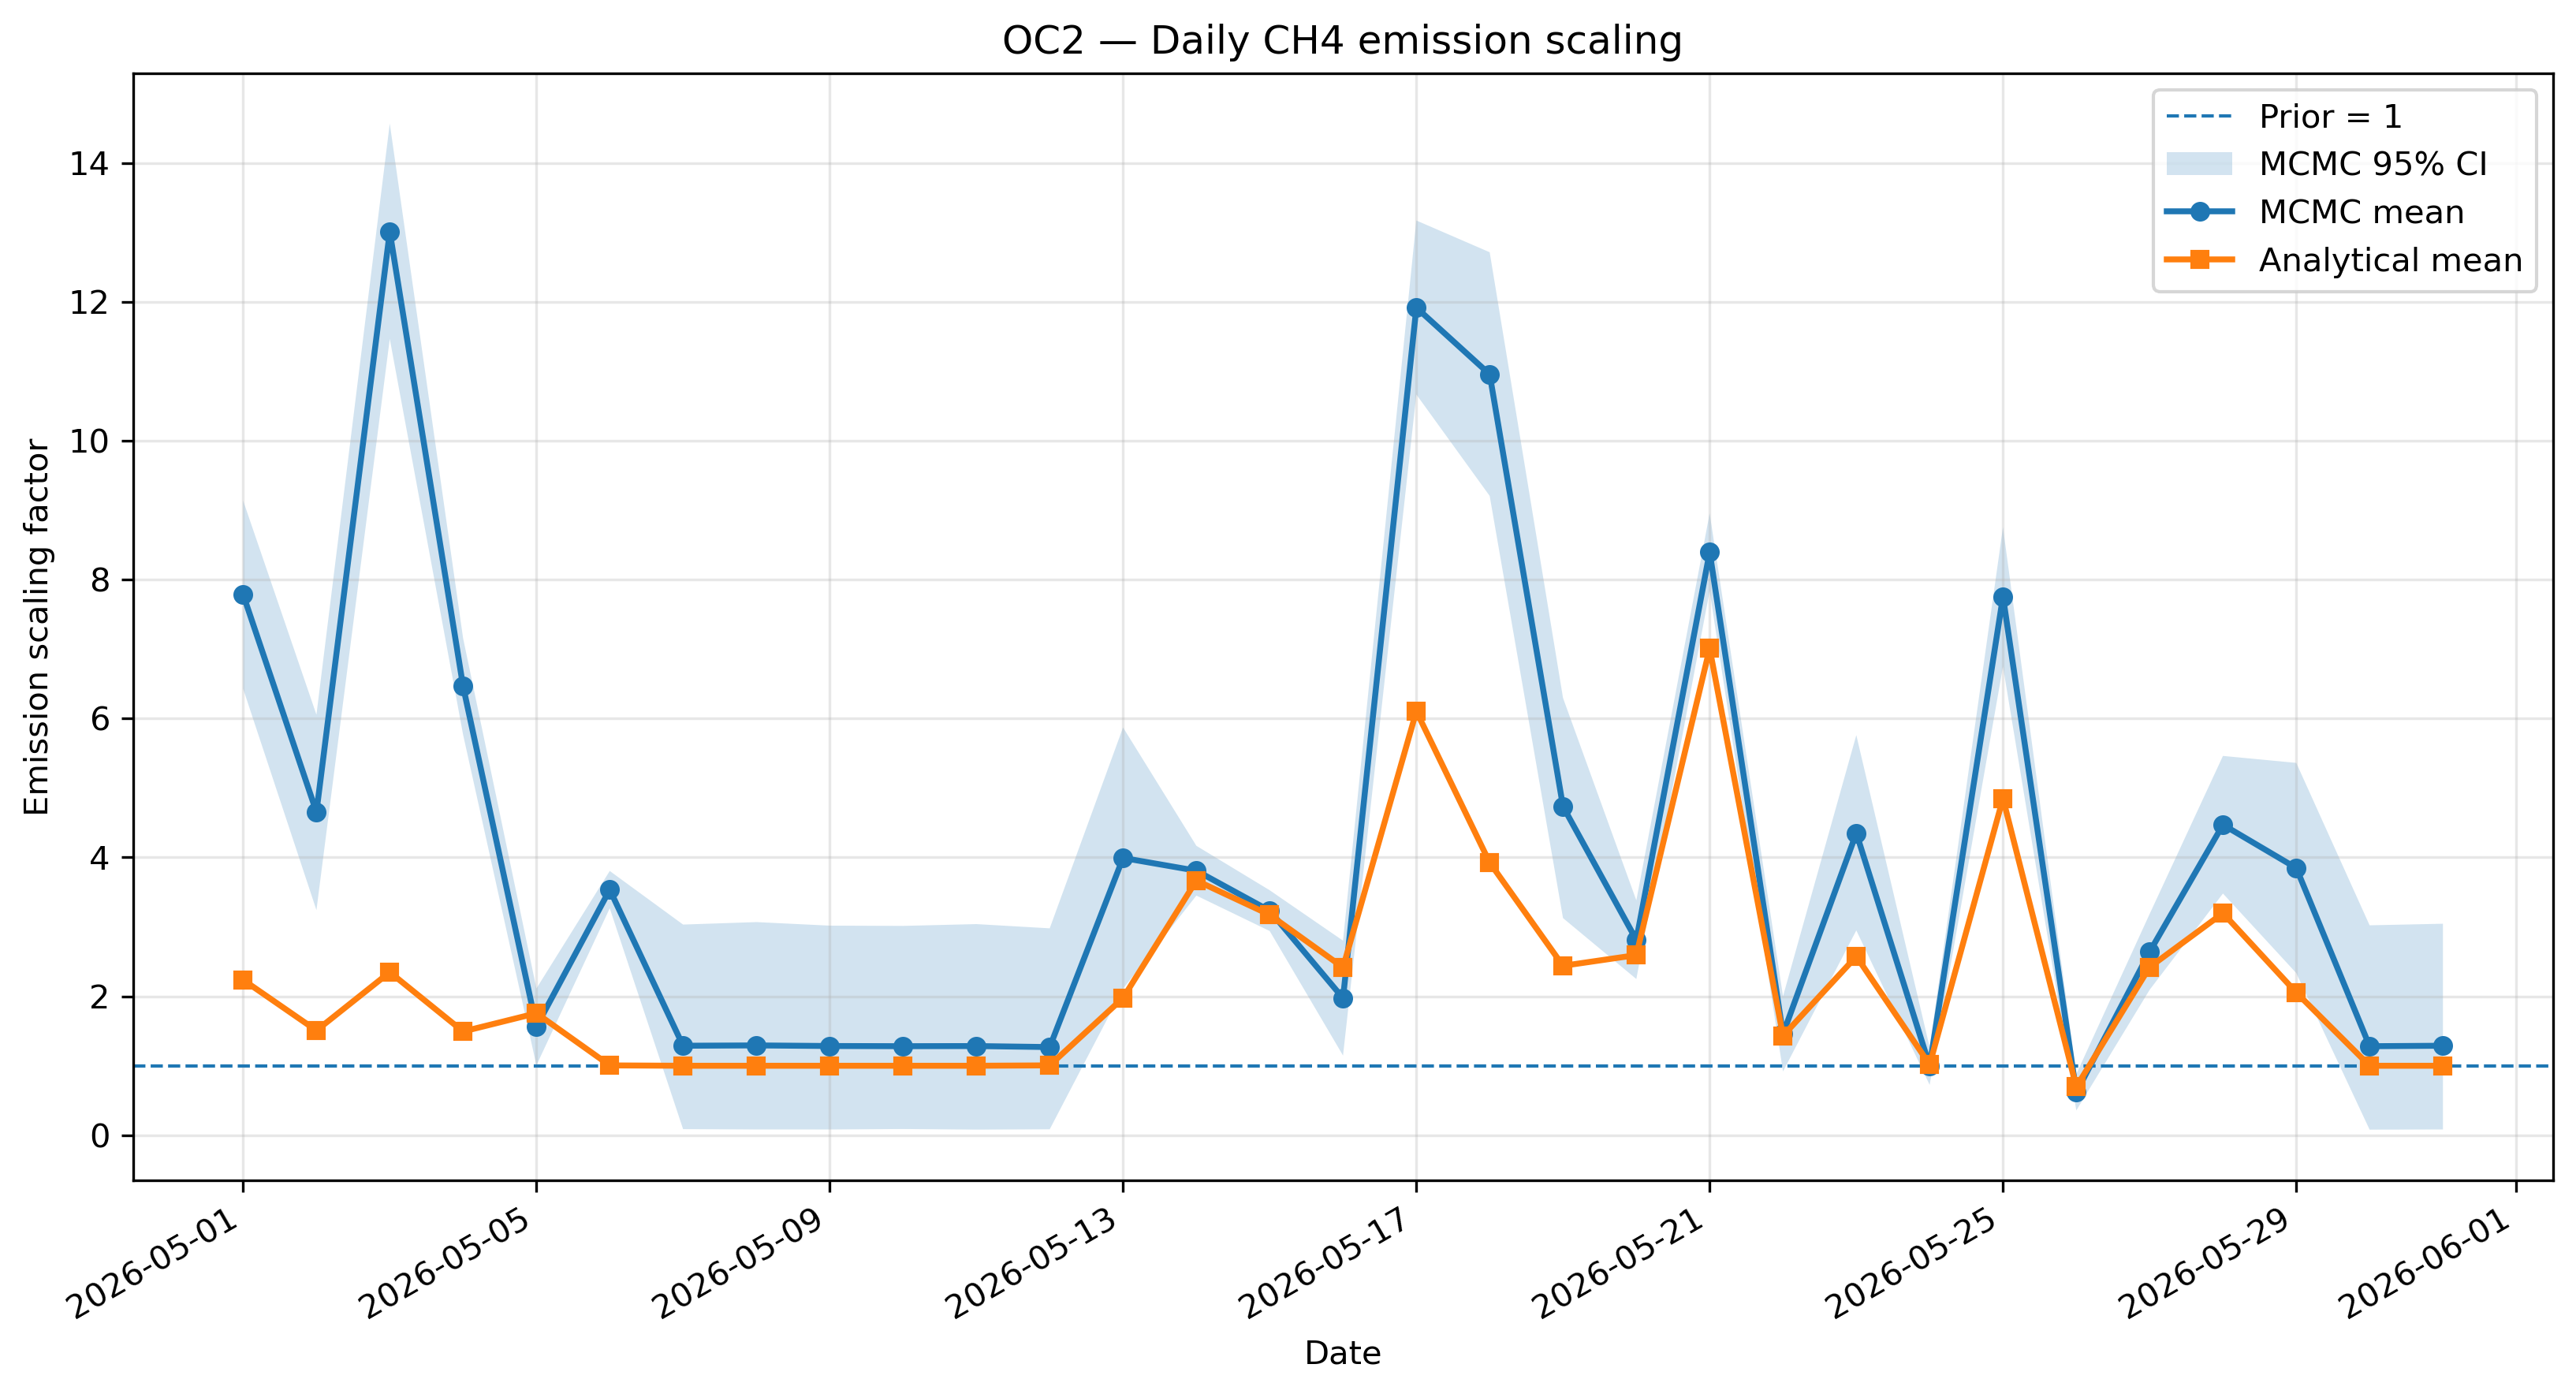 OC2 — Daily CH4 emission scaling
Prior = 1
MCMC 95% CI
MCMC mean
Analytical mean
Emission scaling factor
14
12
10
8
6
4
2
0
2026-05-01
2026-05-05
2026-05-09
2026-05-13
2026-05-17
2026-05-21
2026-05-25
2026-05-29
2026-06-01
Date